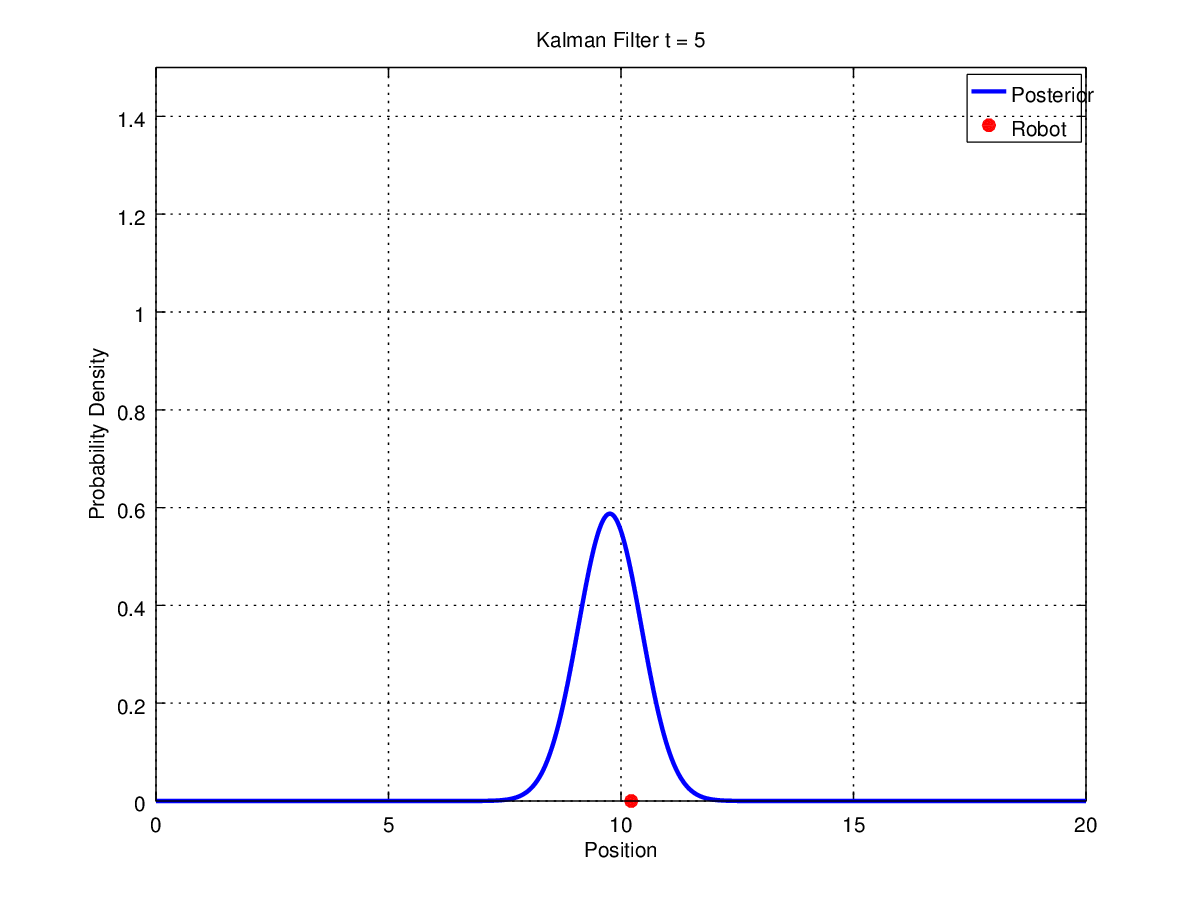 Kalman Filter t = 5
Posterior
Robot
1.4
1.2
1
0.8
0.6
0.4
0.2
0
Probability Density
0 5 10 15 20
Position